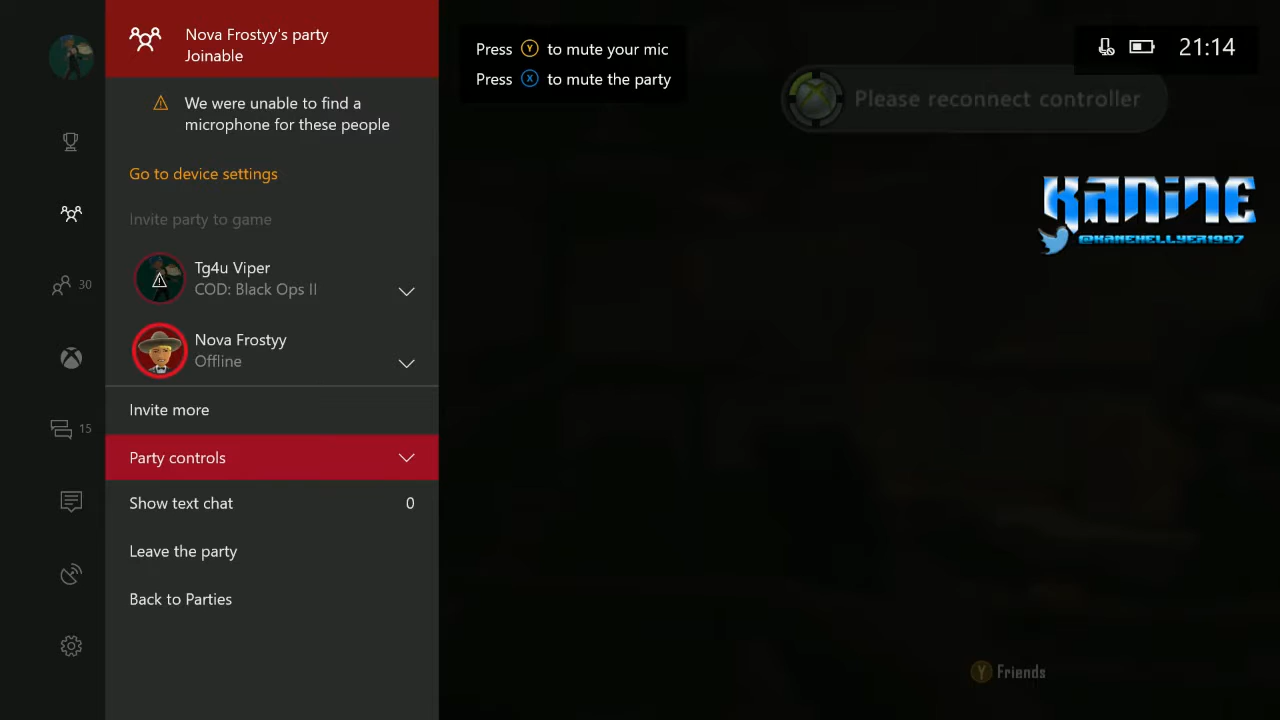 Nova Frostyy's party
Joinable
We were unable to find a
microphone for these people
Go to device settings
Invite party to game
Tg4u Viper
COD: Black Ops II
Nova Frostyy
Offline
Invite more
Party controls
Show text chat 0
Leave the party
Back to Parties
30
15
Press Y to mute your mic
Press X to mute the party
21:14
Please reconnect controller
KANINE
@KANEHELLYER1997
Y Friends